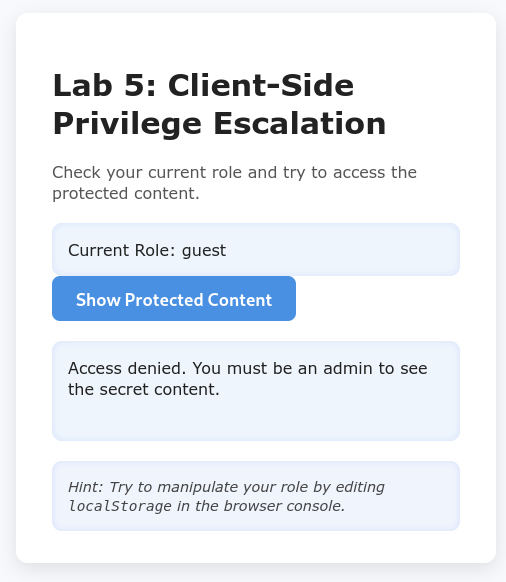 Lab 5: Client-Side
Privilege Escalation
Check your current role and try to access the
protected content.
Current Role: guest
Show Protected Content
Access denied. You must be an admin to see
the secret content.
Hint: Try to manipulate your role by editing
localStorage in the browser console.